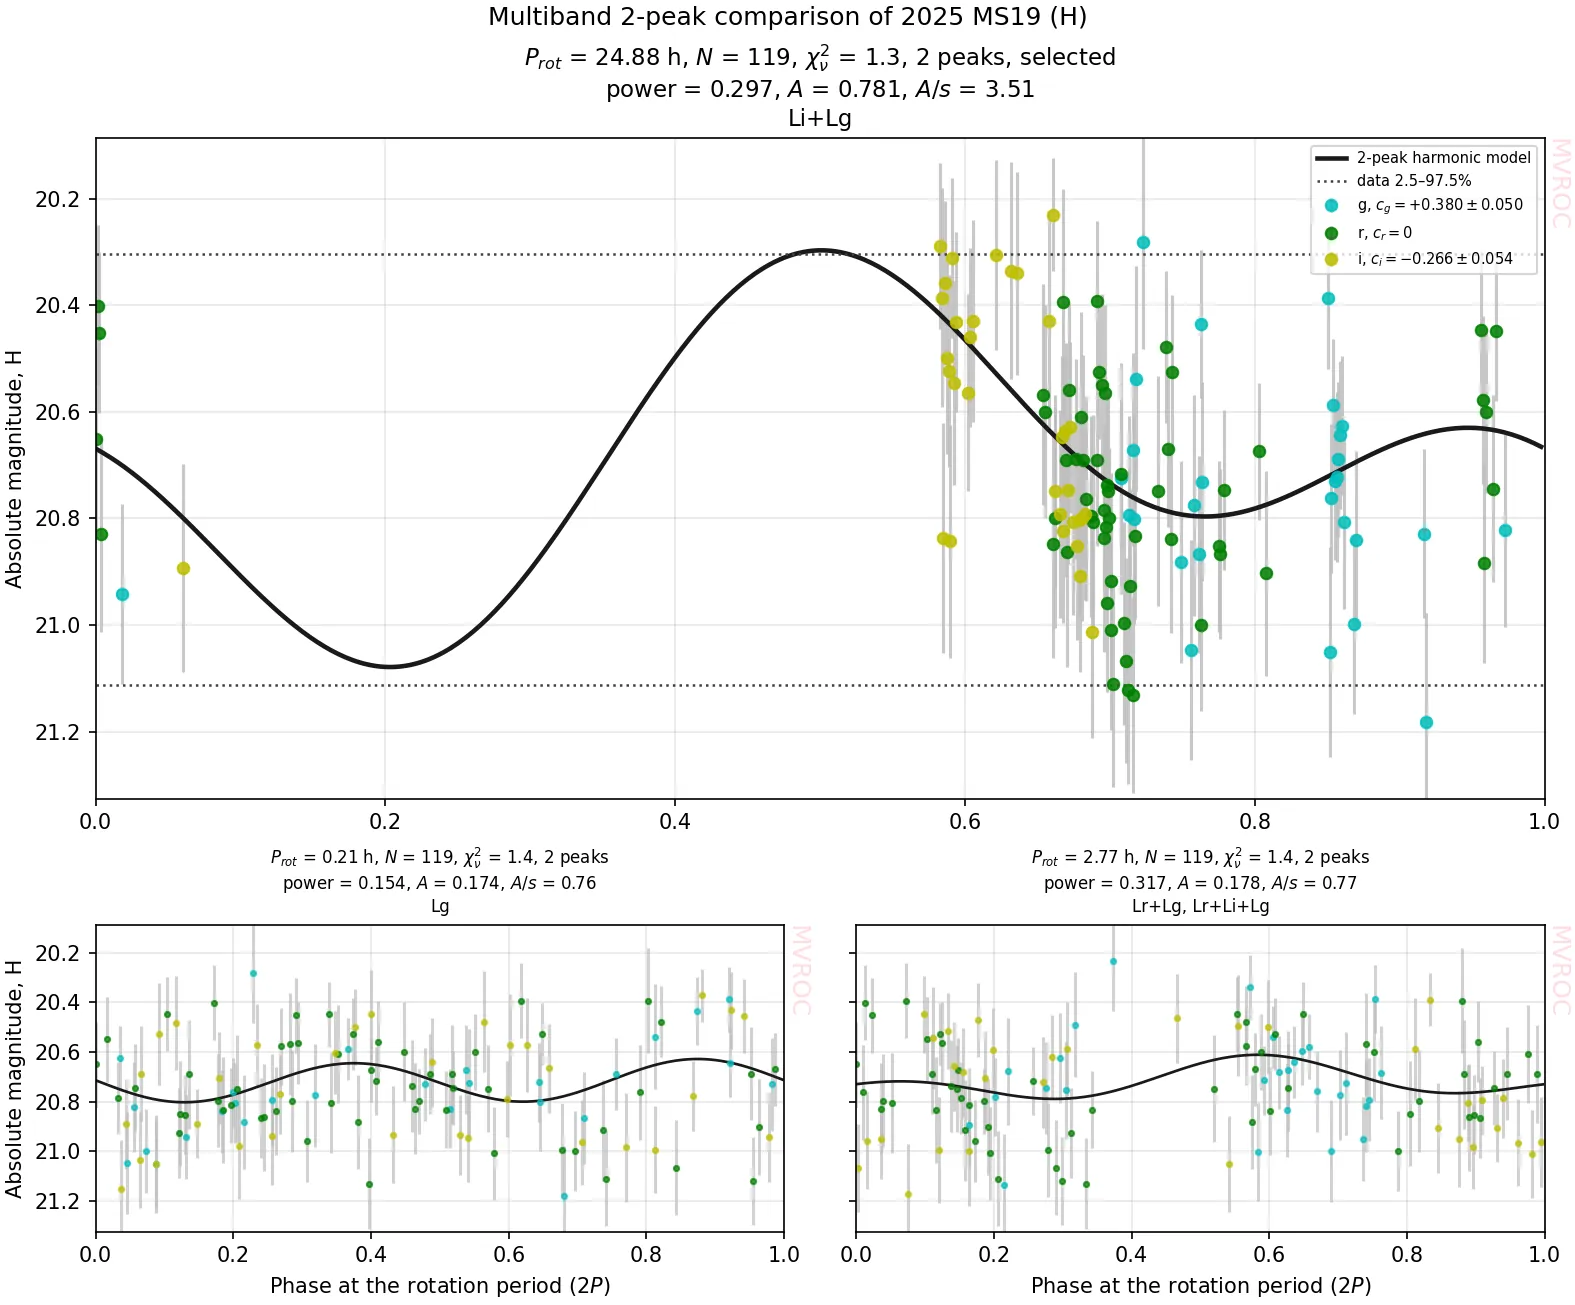 Multiband 2-peak comparison of 2025 MS19 (H)
P_rot = 24.88 h, N = 119, χ²_ν = 1.3, 2 peaks, selected
power = 0.297, A = 0.781, A/s = 3.51
Li+Lg
2-peak harmonic model
data 2.5–97.5%
g, c_g = +0.380 ± 0.050
r, c_r = 0
i, c_i = −0.266 ± 0.054
MVROC
Absolute magnitude, H
20.2
20.4
20.6
20.8
21.0
21.2
0.0 0.2 0.4 0.6 0.8 1.0
P_rot = 0.21 h, N = 119, χ²_ν = 1.4, 2 peaks
power = 0.154, A = 0.174, A/s = 0.76
Lg
MVROC
Absolute magnitude, H
20.2
20.4
20.6
20.8
21.0
21.2
0.0 0.2 0.4 0.6 0.8 1.0
Phase at the rotation period (2P)
P_rot = 2.77 h, N = 119, χ²_ν = 1.4, 2 peaks
power = 0.317, A = 0.178, A/s = 0.77
Lr+Lg, Lr+Li+Lg
MVROC
0.0 0.2 0.4 0.6 0.8 1.0
Phase at the rotation period (2P)